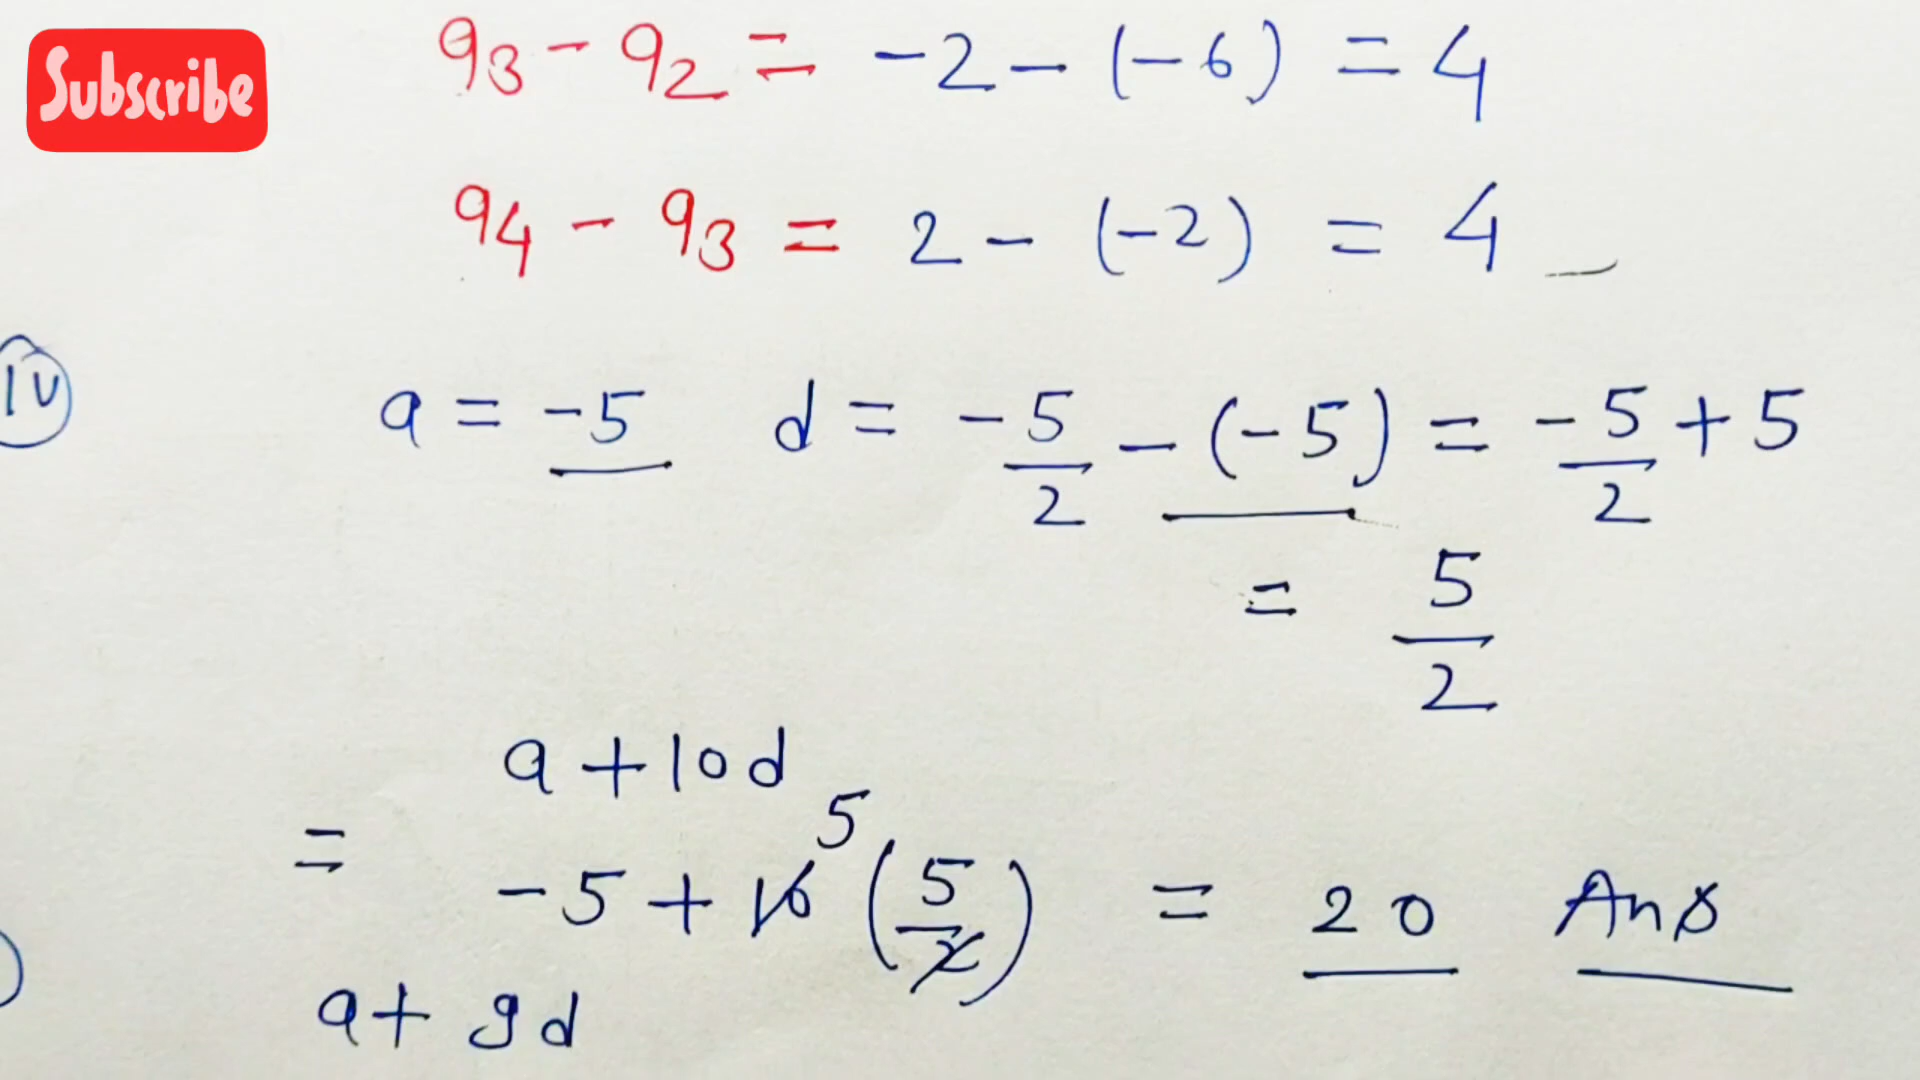 Subscribe
a3 - a2 = -2 - (-6) = 4
a4 - a3 = 2 - (-2) = 4
iv a = -5 d = -5/2 - (-5) = -5/2 + 5
= 5/2
a + 10d
= -5 + 10 5 (5/2) = 20 Ans
a + 9d